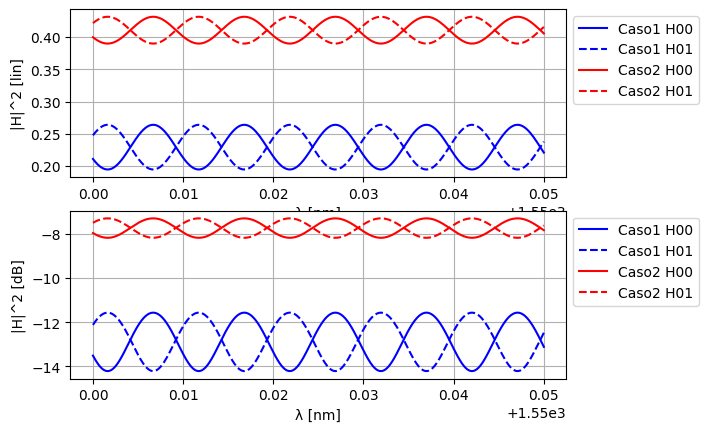 |H|^2 [lin]
0.40
0.35
0.30
0.25
0.20
0.00 0.01 0.02 0.03 0.04 0.05
λ [nm]
+1.55e3
Caso1 H00
Caso1 H01
Caso2 H00
Caso2 H01
|H|^2 [dB]
−8
−10
−12
−14
0.00 0.01 0.02 0.03 0.04 0.05
λ [nm]
+1.55e3
Caso1 H00
Caso1 H01
Caso2 H00
Caso2 H01